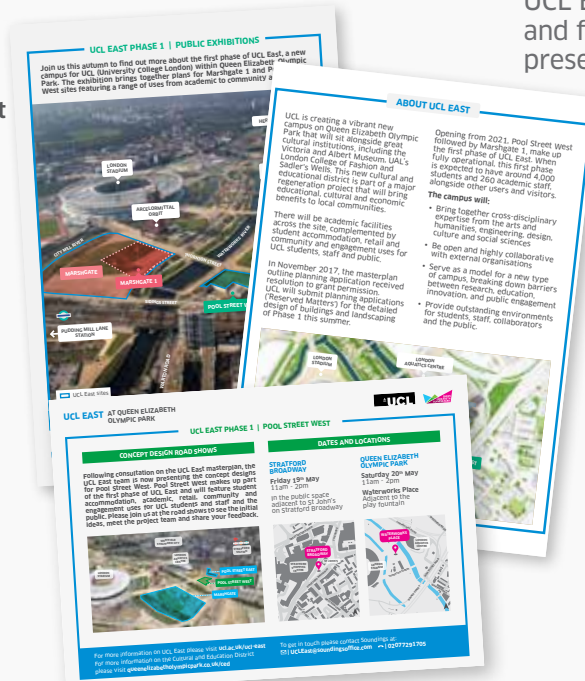 UCL E
and f
prese
t
UCL EAST PHASE 1 | PUBLIC EXHIBITIONS
Join us this autumn to find out more about the first phase of UCL East, a new
campus for UCL (University College London) within Queen Elizabeth Olympic
Park. The exhibition brings together plans for Marshgate 1 and P
West sites featuring a range of uses from academic to community a
LONDON
STADIUM
ARCELORMITTAL
ORBIT
CITY MILL RIVER
WATERWORKS RIVER
MARSHGATE
MARSHGATE 1
POOL STREET W
PUDDING MILL LANE
STATION
UCL East sites
ABOUT UCL EAST
UCL is creating a vibrant new
campus on Queen Elizabeth Olympic
Park that will sit alongside great
cultural institutions, including the
Victoria and Albert Museum, UAL's
London College of Fashion and
Sadler's Wells. This new cultural and
educational district is part of a major
regeneration project that will bring
educational, cultural and economic
benefits to local communities.
There will be academic facilities
across the site, complemented by
student accommodation, retail and
community and engagement uses for
UCL students, staff and public.
In November 2017, the masterplan
outline planning application received
resolution to grant permission.
UCL will submit planning applications
('Reserved Matters') for the detailed
design of buildings and landscaping
of Phase 1 this summer.
Opening from 2021, Pool Street West
followed by Marshgate 1, make up
the first phase of UCL East. When
fully operational, this first phase
is expected to have around 4,000
students and 260 academic staff,
alongside other users and visitors.
The campus will:
• Bring together cross-disciplinary
expertise from the arts and
humanities, engineering, design,
culture and social sciences
• Be open and highly collaborative
with external organisations
• Serve as a model for a new type
of campus, breaking down barriers
between research, education,
innovation, and public engagement
• Provide outstanding environments
for students, staff, collaborators
and the public.
LONDON
STADIUM
LONDON
AQUATICS CENTRE
UCL EAST AT QUEEN ELIZABETH
OLYMPIC PARK
UCL
UCL EAST PHASE 1 | POOL STREET WEST
CONCEPT DESIGN ROAD SHOWS
Following consultation on the UCL East masterplan, the
UCL East team is now presenting the concept designs
for Pool Street West. Pool Street West makes up part
of the first phase of UCL East and will feature student
accommodation, academic, retail, community and
engagement uses for UCL students and staff and the
public. Please join us at the road shows to see the initial
ideas, meet the project team and share your feedback.
POOL STREET EAST
POOL STREET WEST
MARSHGATE
DATES AND LOCATIONS
STRATFORD
BROADWAY
Friday 19th May
11am - 2pm
in the public space
adjacent to St John's
on Stratford Broadway
QUEEN ELIZABETH
OLYMPIC PARK
Saturday 20th May
11am - 2pm
Waterworks Place
Adjacent to the
play fountain
STRATFORD
BROADWAY
WATERWORKS
PLACE
For more information on UCL East please visit ucl.ac.uk/ucl-east
For more information on the Cultural and Education District
please visit queenelizabetholympicpark.co.uk/ced
To get in touch please contact Soundings at:
UCLEast@soundingsoffice.com | 02077291705